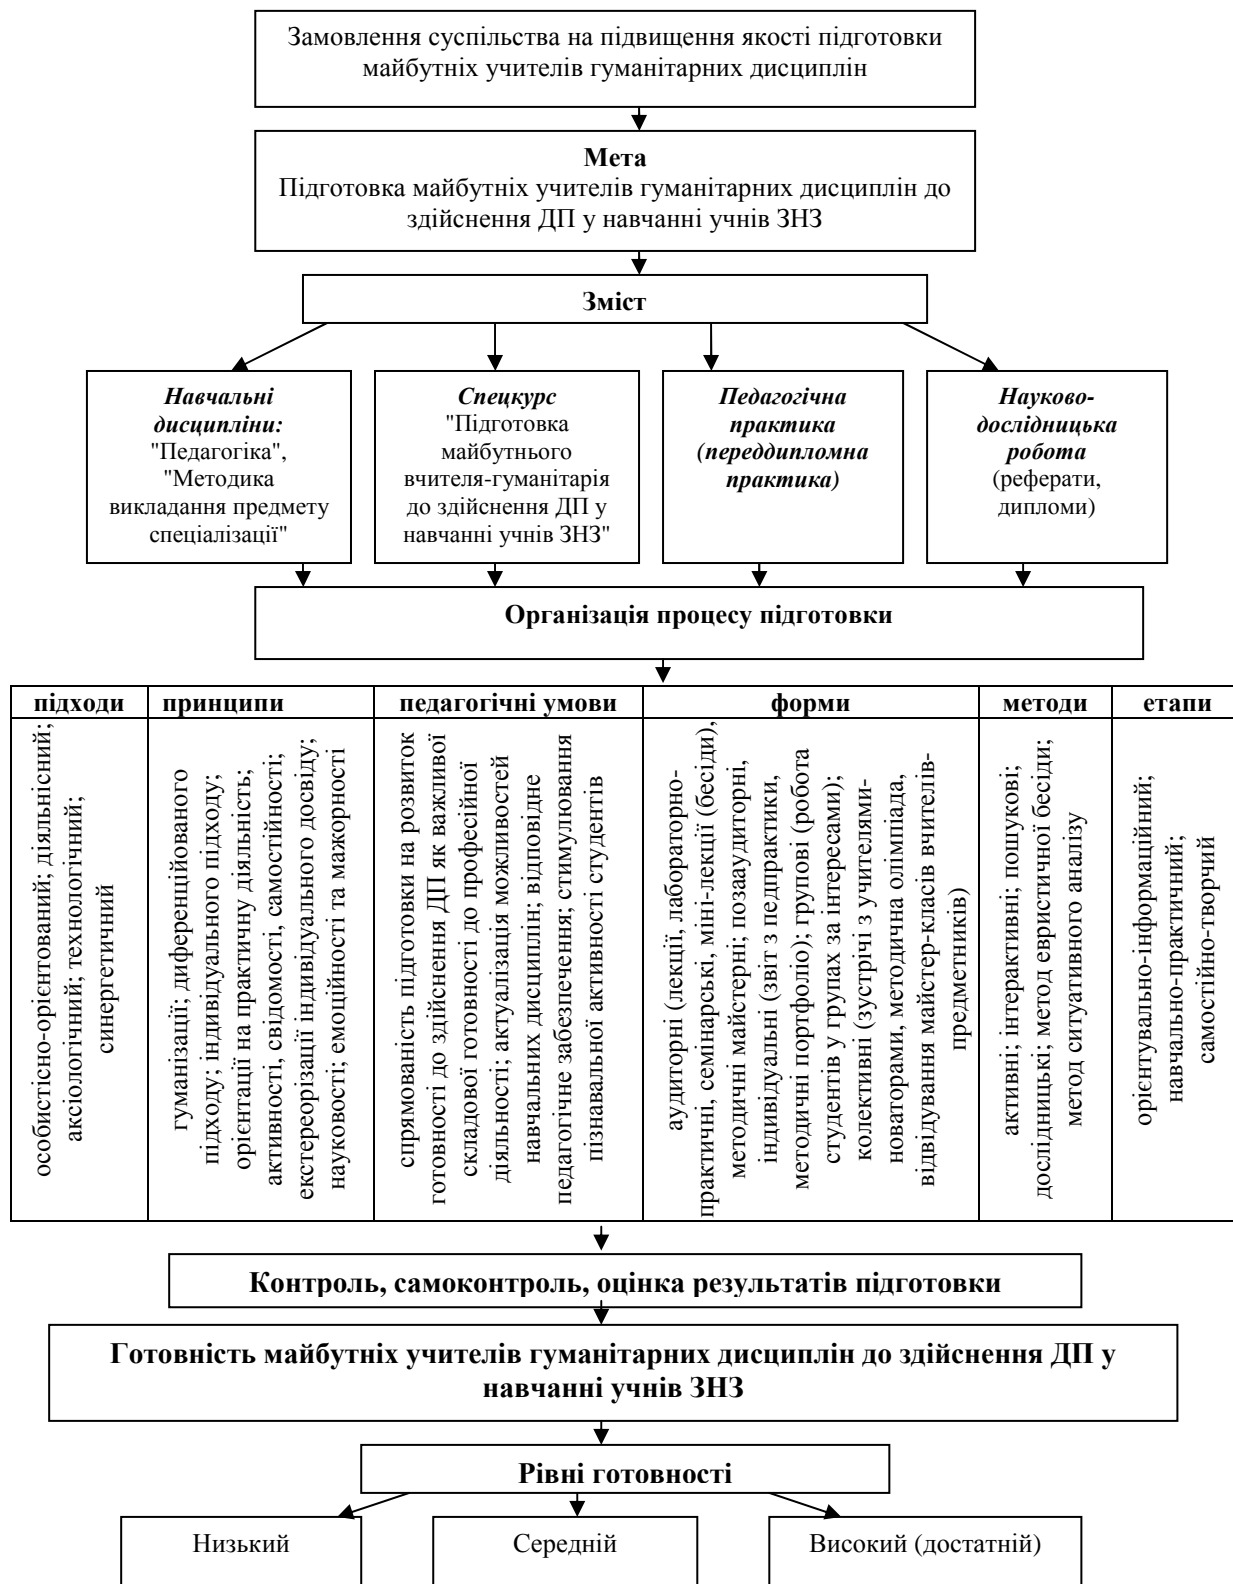 Замовлення суспільства на підвищення якості підготовки
майбутніх учителів гуманітарних дисциплін
Мета
Підготовка майбутніх учителів гуманітарних дисциплін до
здійснення ДП у навчанні учнів ЗНЗ
Зміст
Навчальні
дисципліни:
"Педагогіка",
"Методика
викладання предмету
спеціалізації"
Спецкурс
"Підготовка
майбутнього
вчителя-гуманітарія
до здійснення ДП у
навчанні учнів ЗНЗ"
Педагогічна
практика
(переддипломна
практика)
Науково-
дослідницька
робота
(реферати,
дипломи)
Організація процесу підготовки
підходи
принципи
педагогічні умови
форми
методи
етапи
особистісно-орієнтований; діяльнісний;
аксіологічний; технологічний;
синергетичний
гуманізації; диференційованого
підходу; індивідуального підходу;
орієнтації на практичну діяльність;
активності, свідомості, самостійності;
екстереорізації індивідуального досвіду;
науковості; емоційності та мажорності
спрямованість підготовки на розвиток
готовності до здійснення ДП як важливої
складової готовності до професійної
діяльності; актуалізація можливостей
навчальних дисциплін; відповідне
педагогічне забезпечення; стимулювання
пізнавальної активності студентів
аудиторні (лекції, лабораторно-
практичні, семінарські, міні-лекції (бесіди),
методичні майстерні; позааудиторні,
індивідуальні (звіт з педпрактики,
методичні портфоліо); групові (робота
студентів у групах за інтересами);
колективні (зустрічі з учителями-
новаторами, методична олімпіада,
відвідування майстер-класів вчителів-
предметників)
активні; інтерактивні; пошукові;
дослідницькі; метод евристичної бесіди;
метод ситуативного аналізу
орієнтувально-інформаційний;
навчально-практичний;
самостійно-творчий
Контроль, самоконтроль, оцінка результатів підготовки
Готовність майбутніх учителів гуманітарних дисциплін до здійснення ДП у
навчанні учнів ЗНЗ
Рівні готовності
Низький
Середній
Високий (достатній)